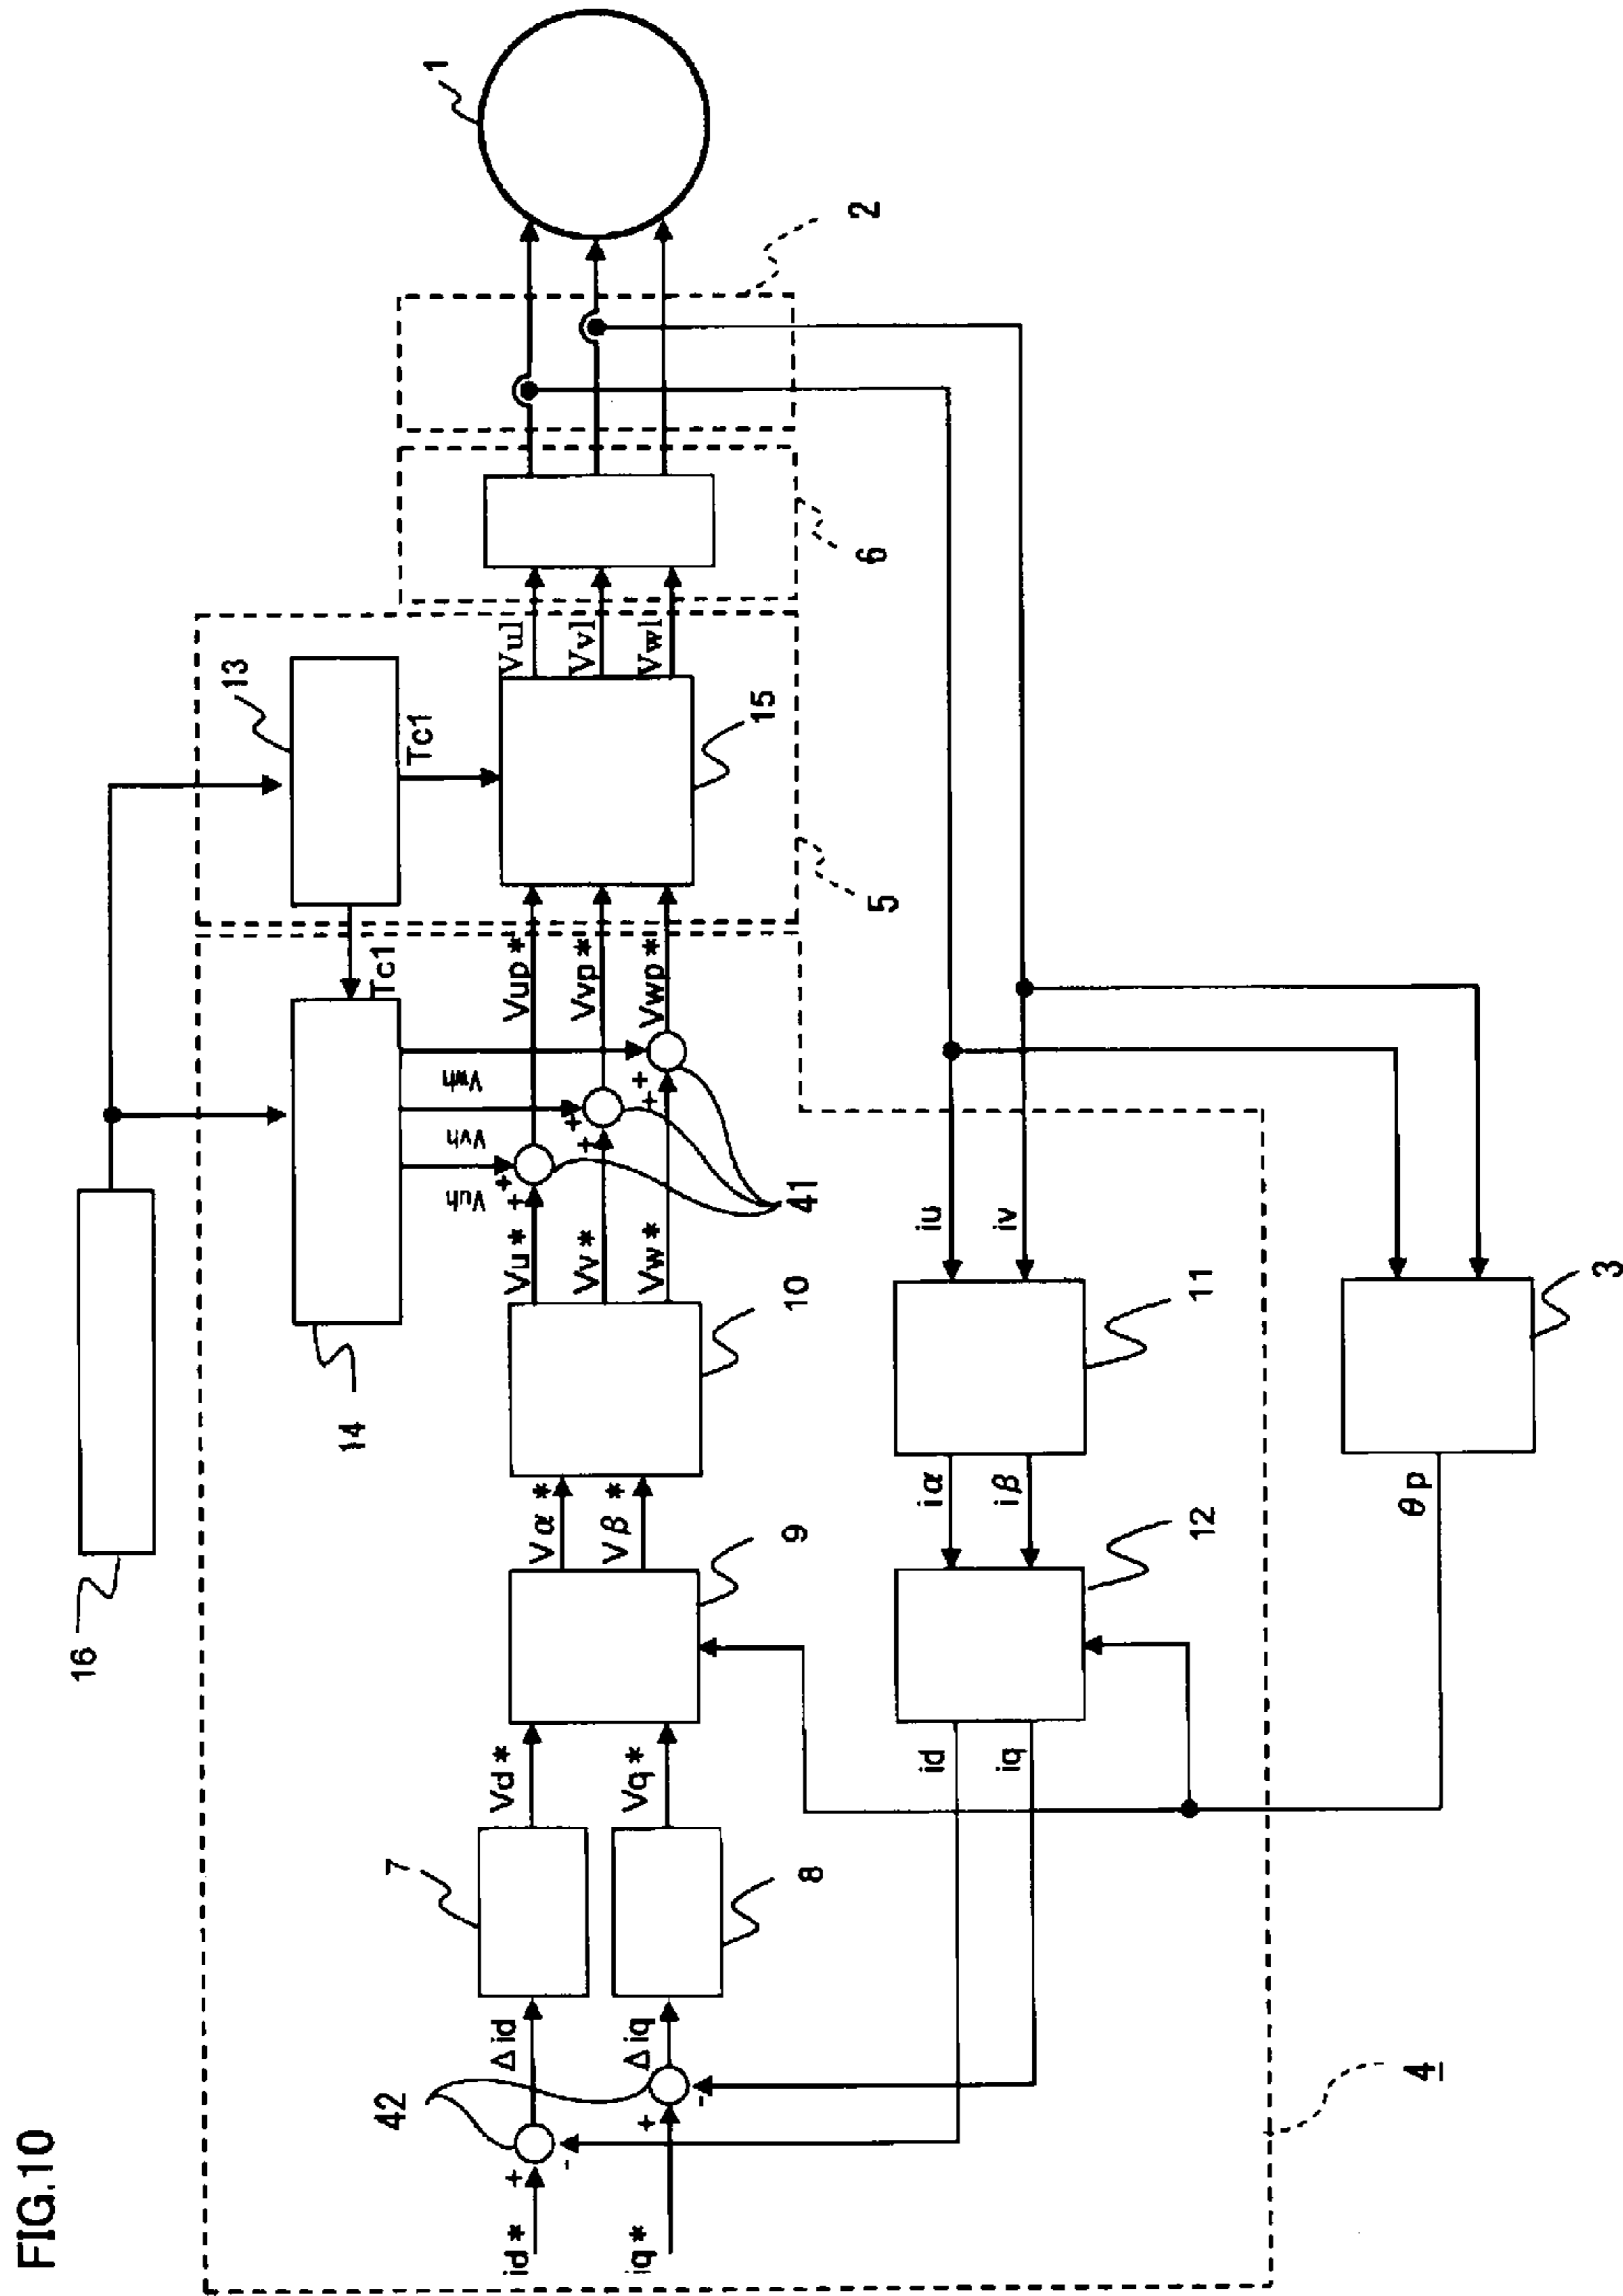 FIG.10
16
13
Tc1
14
Tc1
Vuh
Vvh
Vwh
1
2
6
5
15
Vul
Vvl
Vwl
Vup*
Vvp*
Vwp*
41
Vu*
Vv*
Vw*
10
Vα*
Vβ*
9
Vd*
Vq*
7
8
Δid
Δiq
42
id*
iq*
+
-
+
-
+
+
+
+
+
+
iu
iv
11
iα
iβ
12
id
iq
3
θp
4